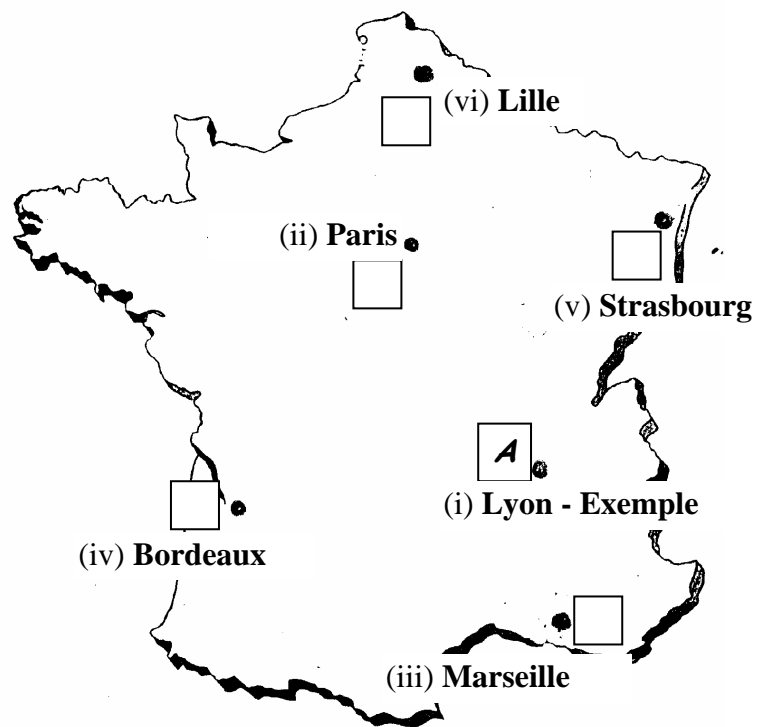 (vi) Lille
(ii) Paris
(v) Strasbourg
A
(i) Lyon - Exemple
(iv) Bordeaux
(iii) Marseille